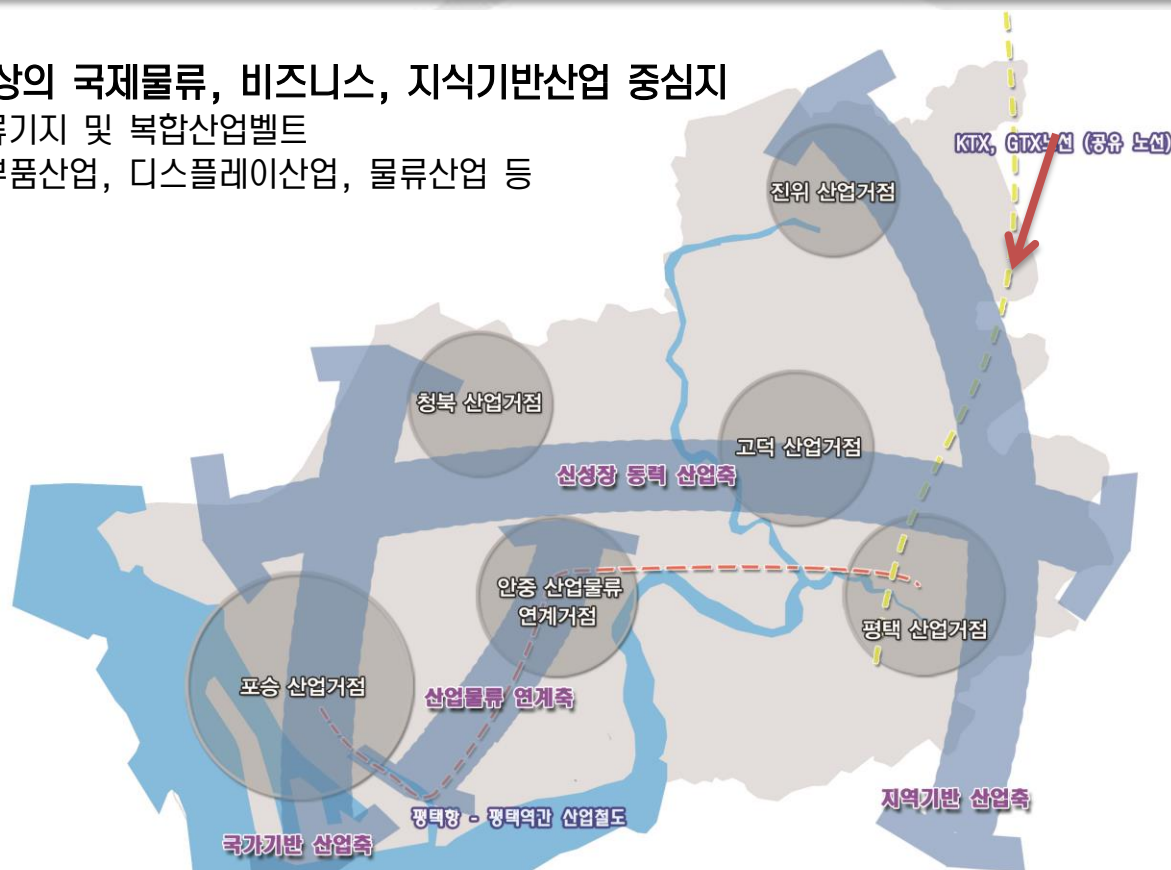 상의 국제물류, 비즈니스, 지식기반산업 중심지
류기지 및 복합산업벨트
부품산업, 디스플레이산업, 물류산업 등
KTX, GTX노선 (공유 노선)
진위 산업거점
청북 산업거점
고덕 산업거점
신성장 동력 산업축
안중 산업물류
연계거점
평택 산업거점
포승 산업거점
산업물류 연계축
지역기반 산업축
평택항 - 평택역간 산업철도
국가기반 산업축